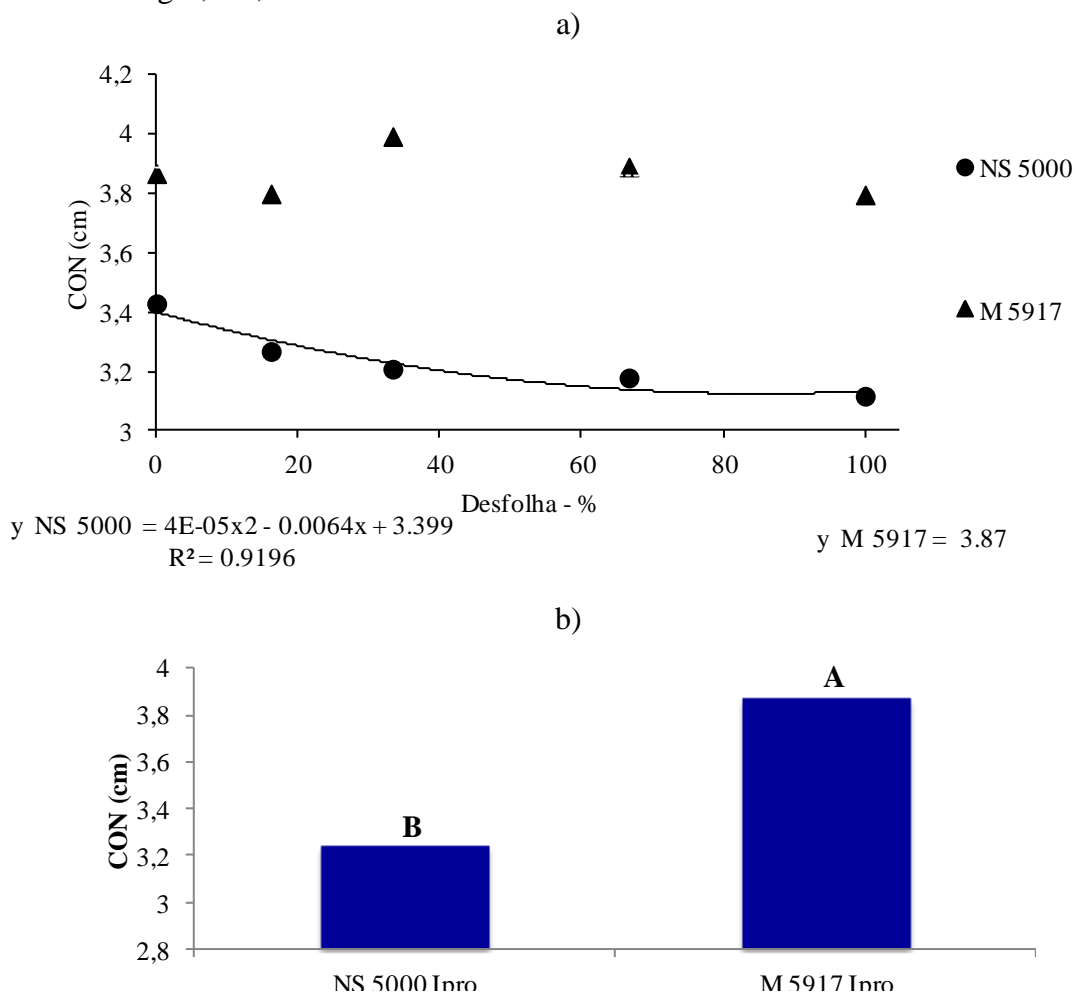 a)
4,2
4
3,8
3,6
3,4
3,2
3
CON (cm)
0 20 40 60 80 100
Desfolha - %
NS 5000
M 5917
y NS 5000 = 4E-05x2 - 0.0064x + 3.399
R² = 0.9196
y M 5917 = 3.87
b)
4
3,8
3,6
3,4
3,2
3
2,8
CON (cm)
B
A
NS 5000 Ipro M 5917 Ipro